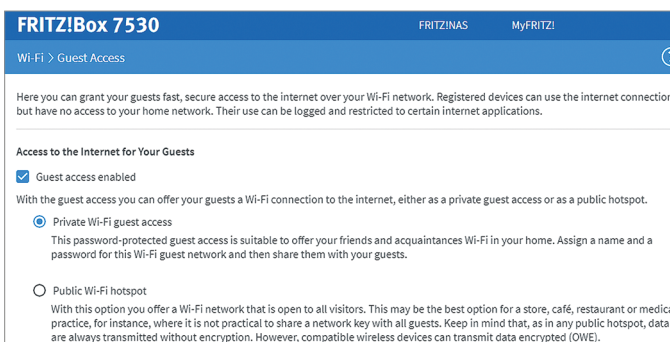 FRITZ!Box 7530
FRITZ!NAS MyFRITZ!
Wi-Fi > Guest Access
Here you can grant your guests fast, secure access to the internet over your Wi-Fi network. Registered devices can use the internet connection
but have no access to your home network. Their use can be logged and restricted to certain internet applications.
Access to the Internet for Your Guests
Guest access enabled
With the guest access you can offer your guests a Wi-Fi connection to the internet, either as a private guest access or as a public hotspot.
Private Wi-Fi guest access
This password-protected guest access is suitable to offer your friends and acquaintances Wi-Fi in your home. Assign a name and a
password for this Wi-Fi guest network and then share them with your guests.
Public Wi-Fi hotspot
With this option you offer a Wi-Fi network that is open to all visitors. This may be the best option for a store, café, restaurant or medica
practice, for instance, where it is not practical to share a network key with all guests. Keep in mind that, as in any public hotspot, data
are always transmitted without encryption. However, compatible wireless devices can transmit data encrypted (OWE).